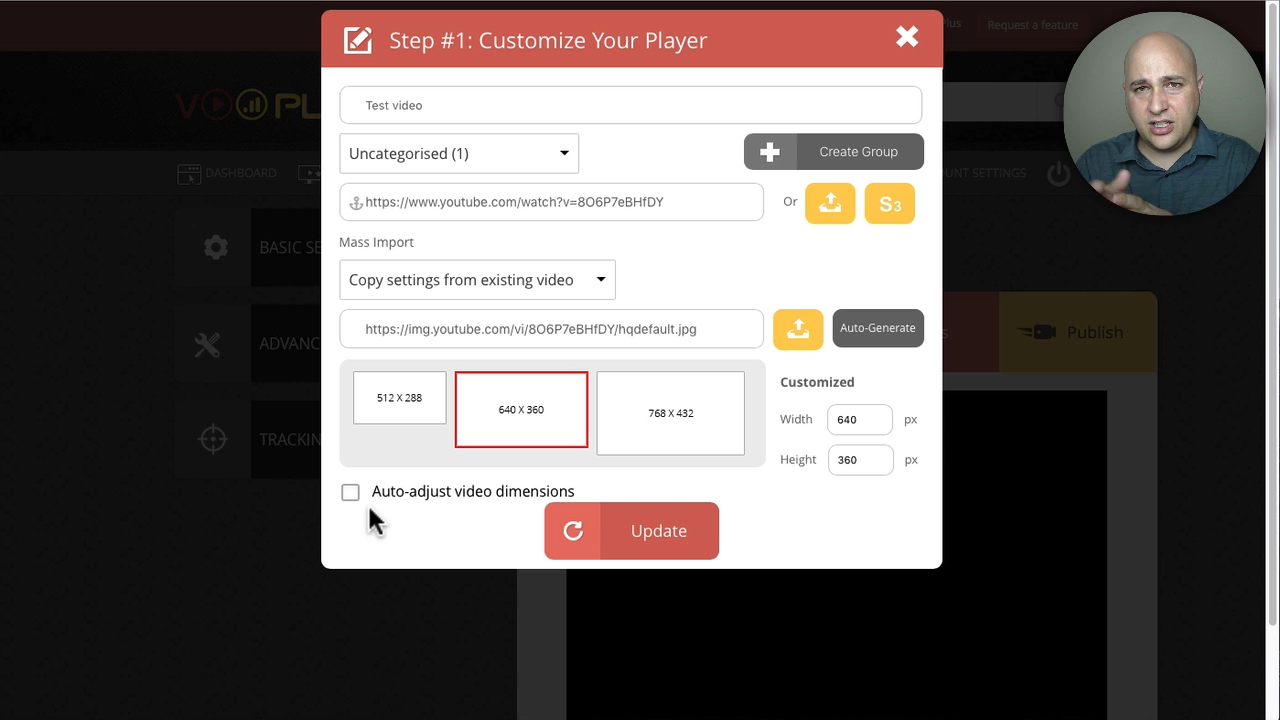 Step #1: Customize Your Player
Plus
Request a feature
Test video
VOOPL
Uncategorised (1)
Create Group
DASHBOARD
UNT SETTINGS
https://www.youtube.com/watch?v=8O6P7eBHfDY
Or
S3
Mass Import
BASIC SE
Copy settings from existing video
https://img.youtube.com/vi/8O6P7eBHfDY/hqdefault.jpg
Auto-Generate
s
Publish
ADVANC
512 X 288
640 X 360
768 X 432
Customized
Width 640 px
TRACKIN
Height 360 px
Auto-adjust video dimensions
Update